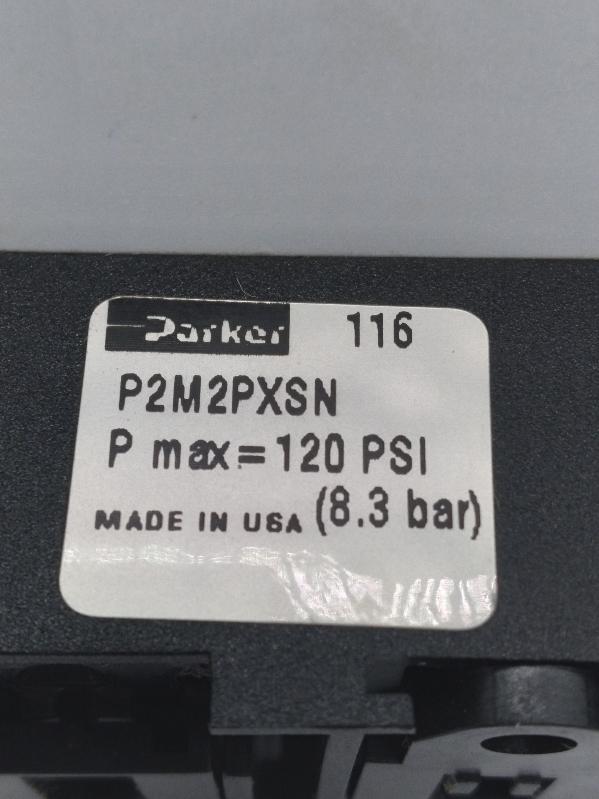 Parker 116
P2M2PXSN
P max = 120 PSI
MADE IN USA (8.3 bar)